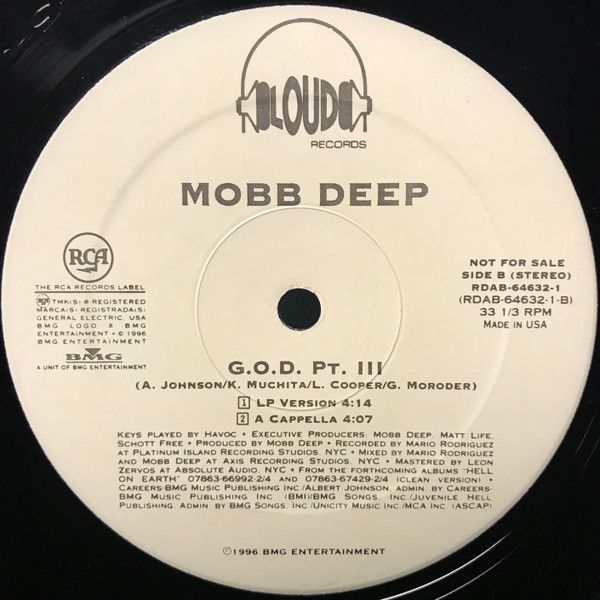 LOUD
RECORDS
MOBB DEEP
RCA
THE RCA RECORDS LABEL
TMK(S) ® REGISTERED
MARCA(S) REGISTRADA(S)
GENERAL ELECTRIC, USA
BMG LOGO ® BMG
ENTERTAINMENT • © 1996
BMG ENTERTAINMENT
BMG
A UNIT OF BMG ENTERTAINMENT
NOT FOR SALE
SIDE B (STEREO)
RDAB-64632-1
(RDAB-64632-1-B)
33 1/3 RPM
MADE IN USA
G.O.D. PT. III
(A. JOHNSON/K. MUCHITA/L. COOPER/G. MORODER)
1 LP VERSION 4:14
2 A CAPPELLA 4:07
KEYS PLAYED BY HAVOC • EXECUTIVE PRODUCERS: MOBB DEEP, MATT LIFE,
SCHOTT FREE • PRODUCED BY MOBB DEEP • RECORDED BY MARIO RODRIGUEZ
AT PLATINUM ISLAND RECORDING STUDIOS, NYC • MIXED BY MARIO RODRIGUEZ
AND MOBB DEEP AT AXIS RECORDING STUDIOS, NYC • MASTERED BY LEON
ZERVOS AT ABSOLUTE AUDIO, NYC • FROM THE FORTHCOMING ALBUMS "HELL
ON EARTH" 07863-66992-2/4 AND 07863-67429-2/4 (CLEAN VERSION) •
CAREERS-BMG MUSIC PUBLISHING INC./ALBERT JOHNSON, ADMIN. BY CAREERS-
BMG MUSIC PUBLISHING INC. (BMI)/BMG SONGS, INC./JUVENILE HELL
PUBLISHING, ADMIN BY BMG SONGS, INC./UNICITY MUSIC INC./MCA INC. (ASCAP)
℗1996 BMG ENTERTAINMENT